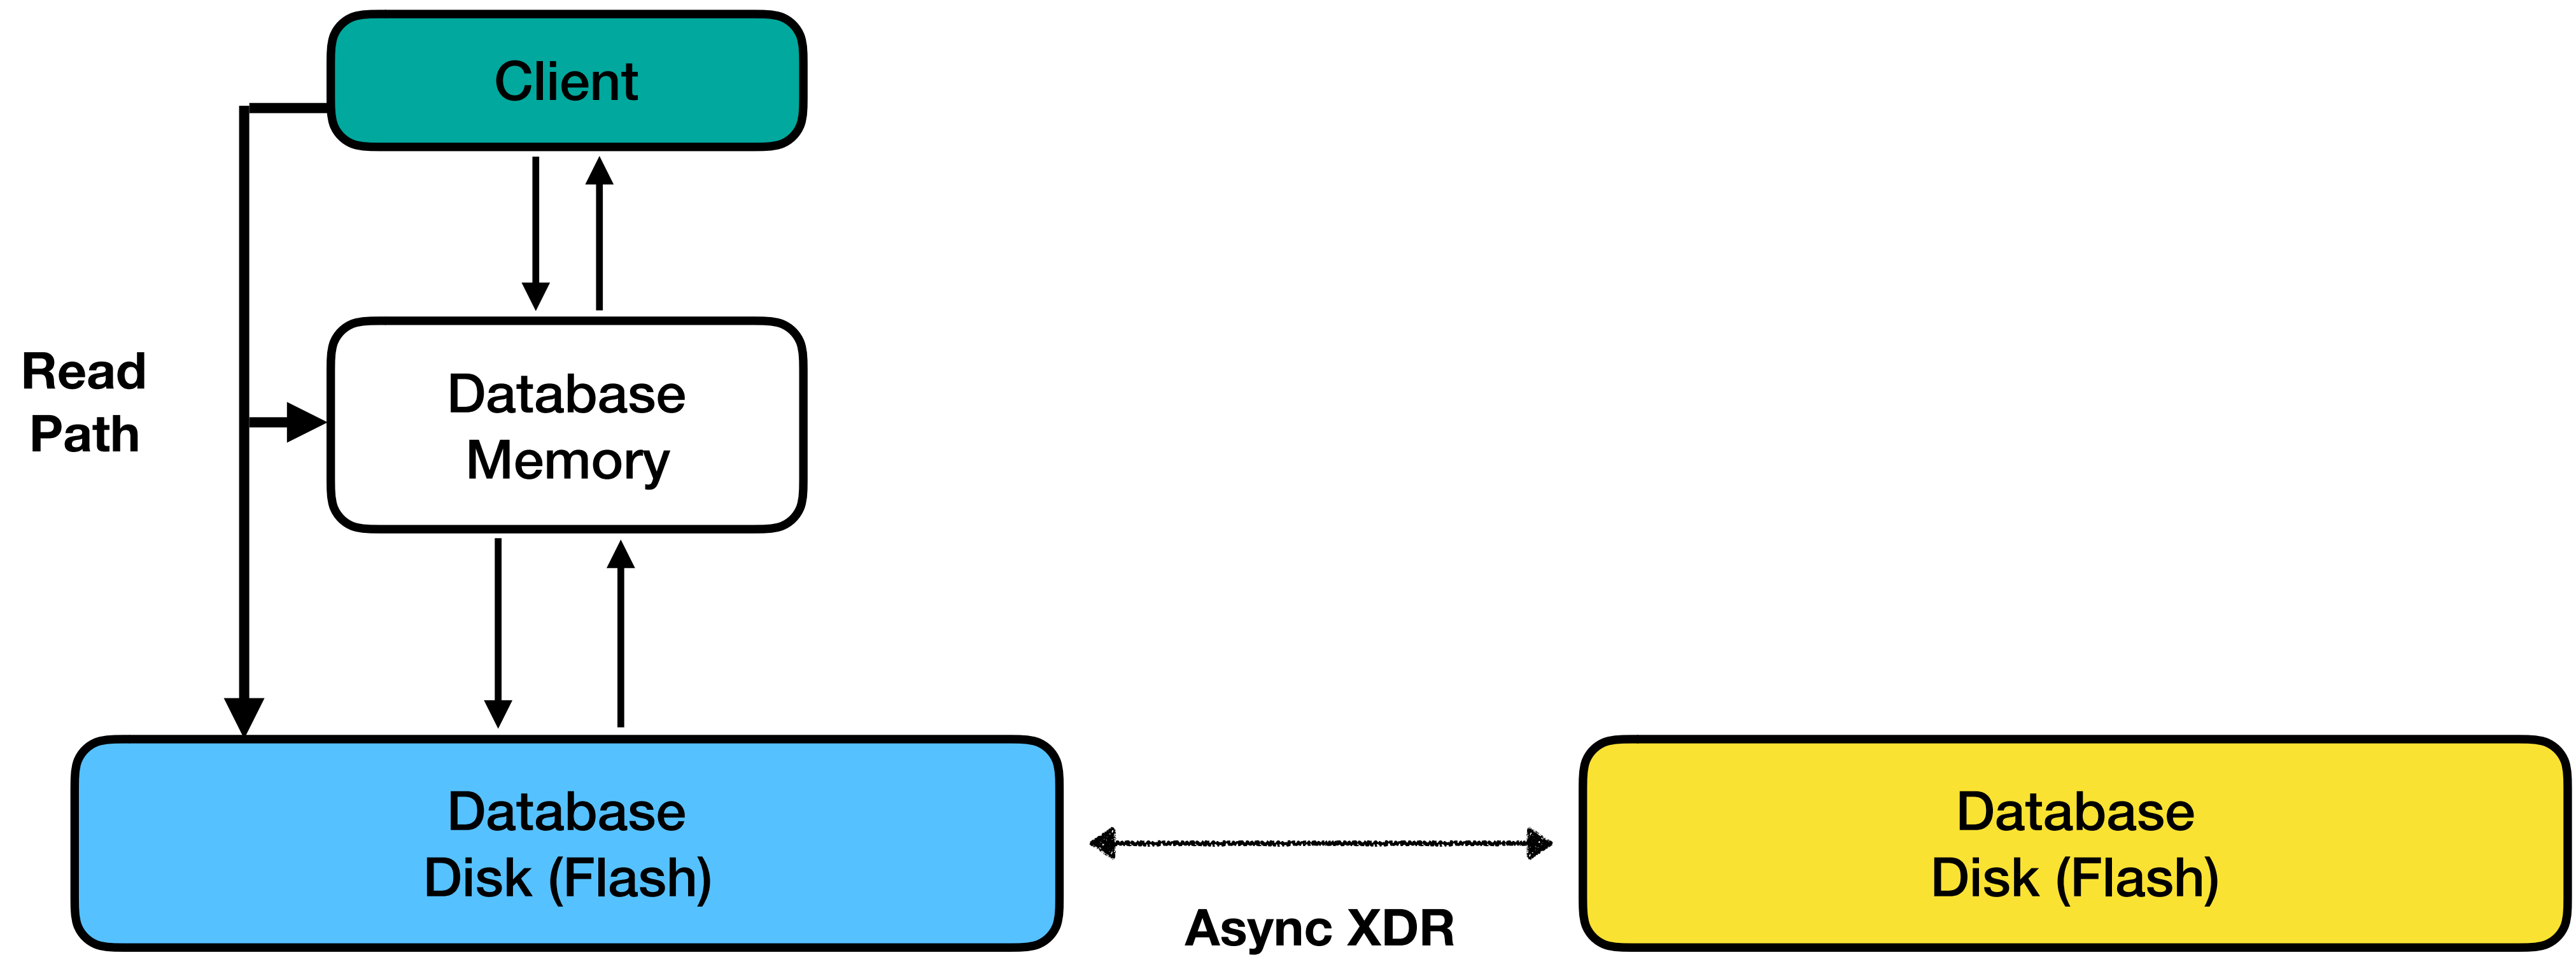 Client
Read
Path
Database
Memory
Database
Disk (Flash)
Async XDR
Database
Disk (Flash)